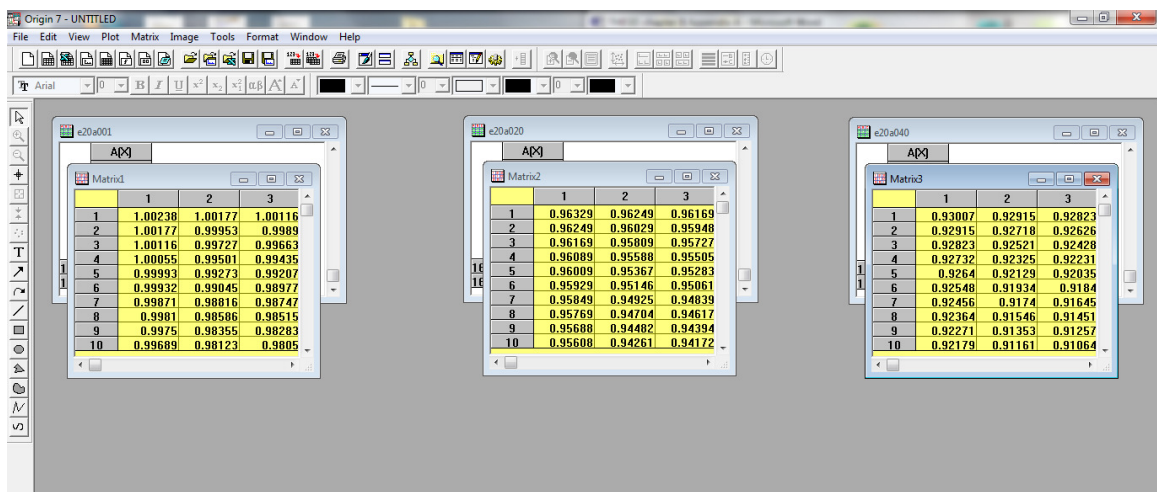 Origin 7 - UNTITLED
File Edit View Plot Matrix Image Tools Format Window Help
Arial 0 B I U x² x₂ x₁² αβ A A 0 0
e20a001
A[X]
Matrix1
1 2 3
1 1.00238 1.00177 1.00116
2 1.00177 0.99953 0.9989
3 1.00116 0.99727 0.99663
4 1.00055 0.99501 0.99435
5 0.99993 0.99273 0.99207
6 0.99932 0.99045 0.98977
7 0.99871 0.98816 0.98747
8 0.9981 0.98586 0.98515
9 0.9975 0.98355 0.98283
10 0.99689 0.98123 0.9805
e20a020
A[X]
Matrix2
1 2 3
1 0.96329 0.96249 0.96169
2 0.96249 0.96029 0.95948
3 0.96169 0.95809 0.95727
4 0.96089 0.95588 0.95505
5 0.96009 0.95367 0.95283
6 0.95929 0.95146 0.95061
7 0.95849 0.94925 0.94839
8 0.95769 0.94704 0.94617
9 0.95688 0.94482 0.94394
10 0.95608 0.94261 0.94172
e20a040
A[X]
Matrix3
1 2 3
1 0.93007 0.92915 0.92823
2 0.92915 0.92718 0.92626
3 0.92823 0.92521 0.92428
4 0.92732 0.92325 0.92231
5 0.9264 0.92129 0.92035
6 0.92548 0.91934 0.9184
7 0.92456 0.9174 0.91645
8 0.92364 0.91546 0.91451
9 0.92271 0.91353 0.91257
10 0.92179 0.91161 0.91064